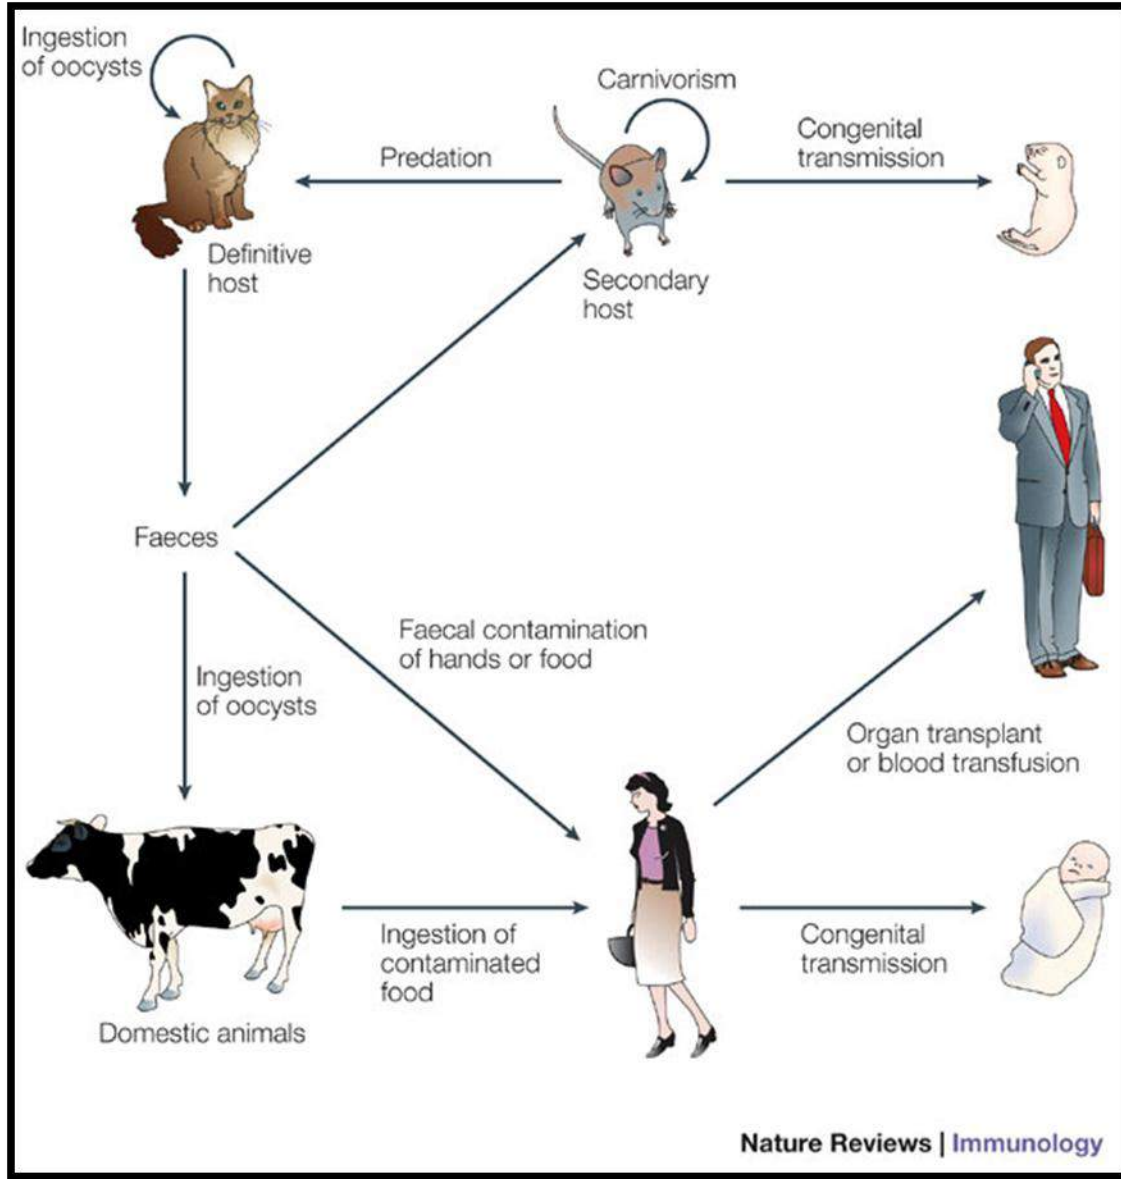 Ingestion
of oocysts
Carnivorism
Congenital
transmission
Predation
Definitive
host
Secondary
host
Faeces
Faecal contamination
of hands or food
Ingestion
of oocysts
Organ transplant
or blood transfusion
Ingestion of
contaminated
food
Congenital
transmission
Domestic animals
Nature Reviews | Immunology